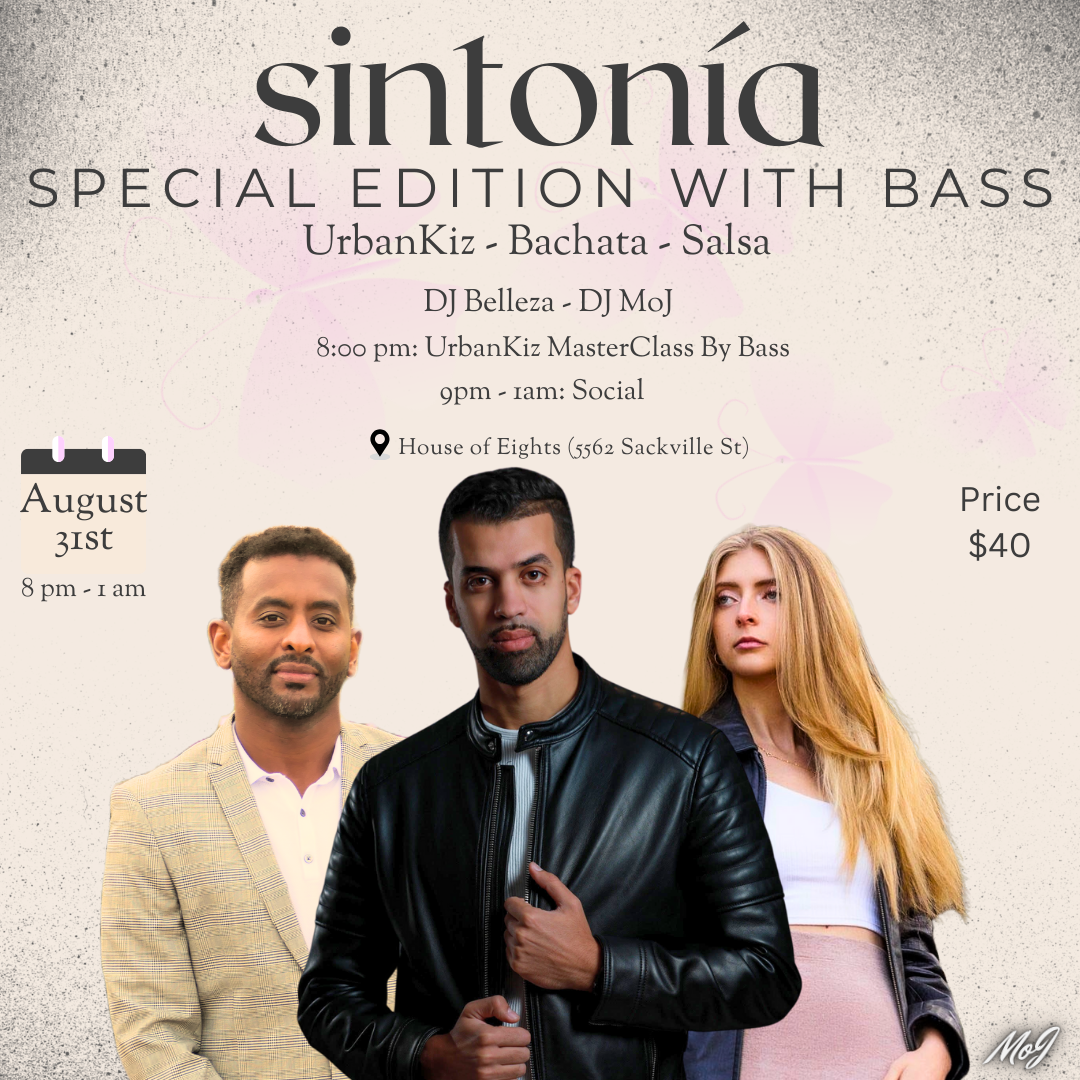 sintonía
SPECIAL EDITION WITH BASS
UrbanKiz - Bachata - Salsa
DJ Belleza - DJ MoJ
8:00 pm: UrbanKiz MasterClass By Bass
9pm - 1am: Social
House of Eights (5562 Sackville St)
August
31st
8 pm - 1 am
Price
$40
MoJ